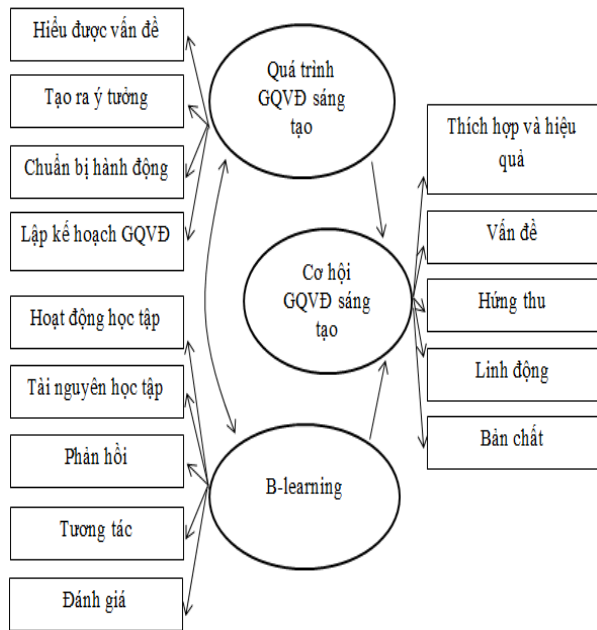 Hiểu được vấn đề
Tạo ra ý tưởng
Chuẩn bị hành động
Lập kế hoạch GQVĐ
Hoạt động học tập
Tài nguyên học tập
Phản hồi
Tương tác
Đánh giá
Quá trình
GQVĐ sáng
tạo
Cơ hội
GQVĐ sáng
tạo
B-learning
Thích hợp và hiệu
quả
Vấn đề
Hứng thu
Linh động
Bản chất